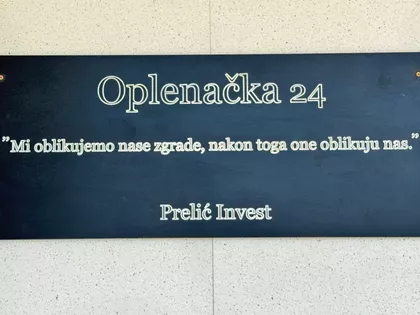 Oplenačka 24
”Mi oblikujemo nase zgrade, nakon toga one oblikuju nas.”
Prelić Invest